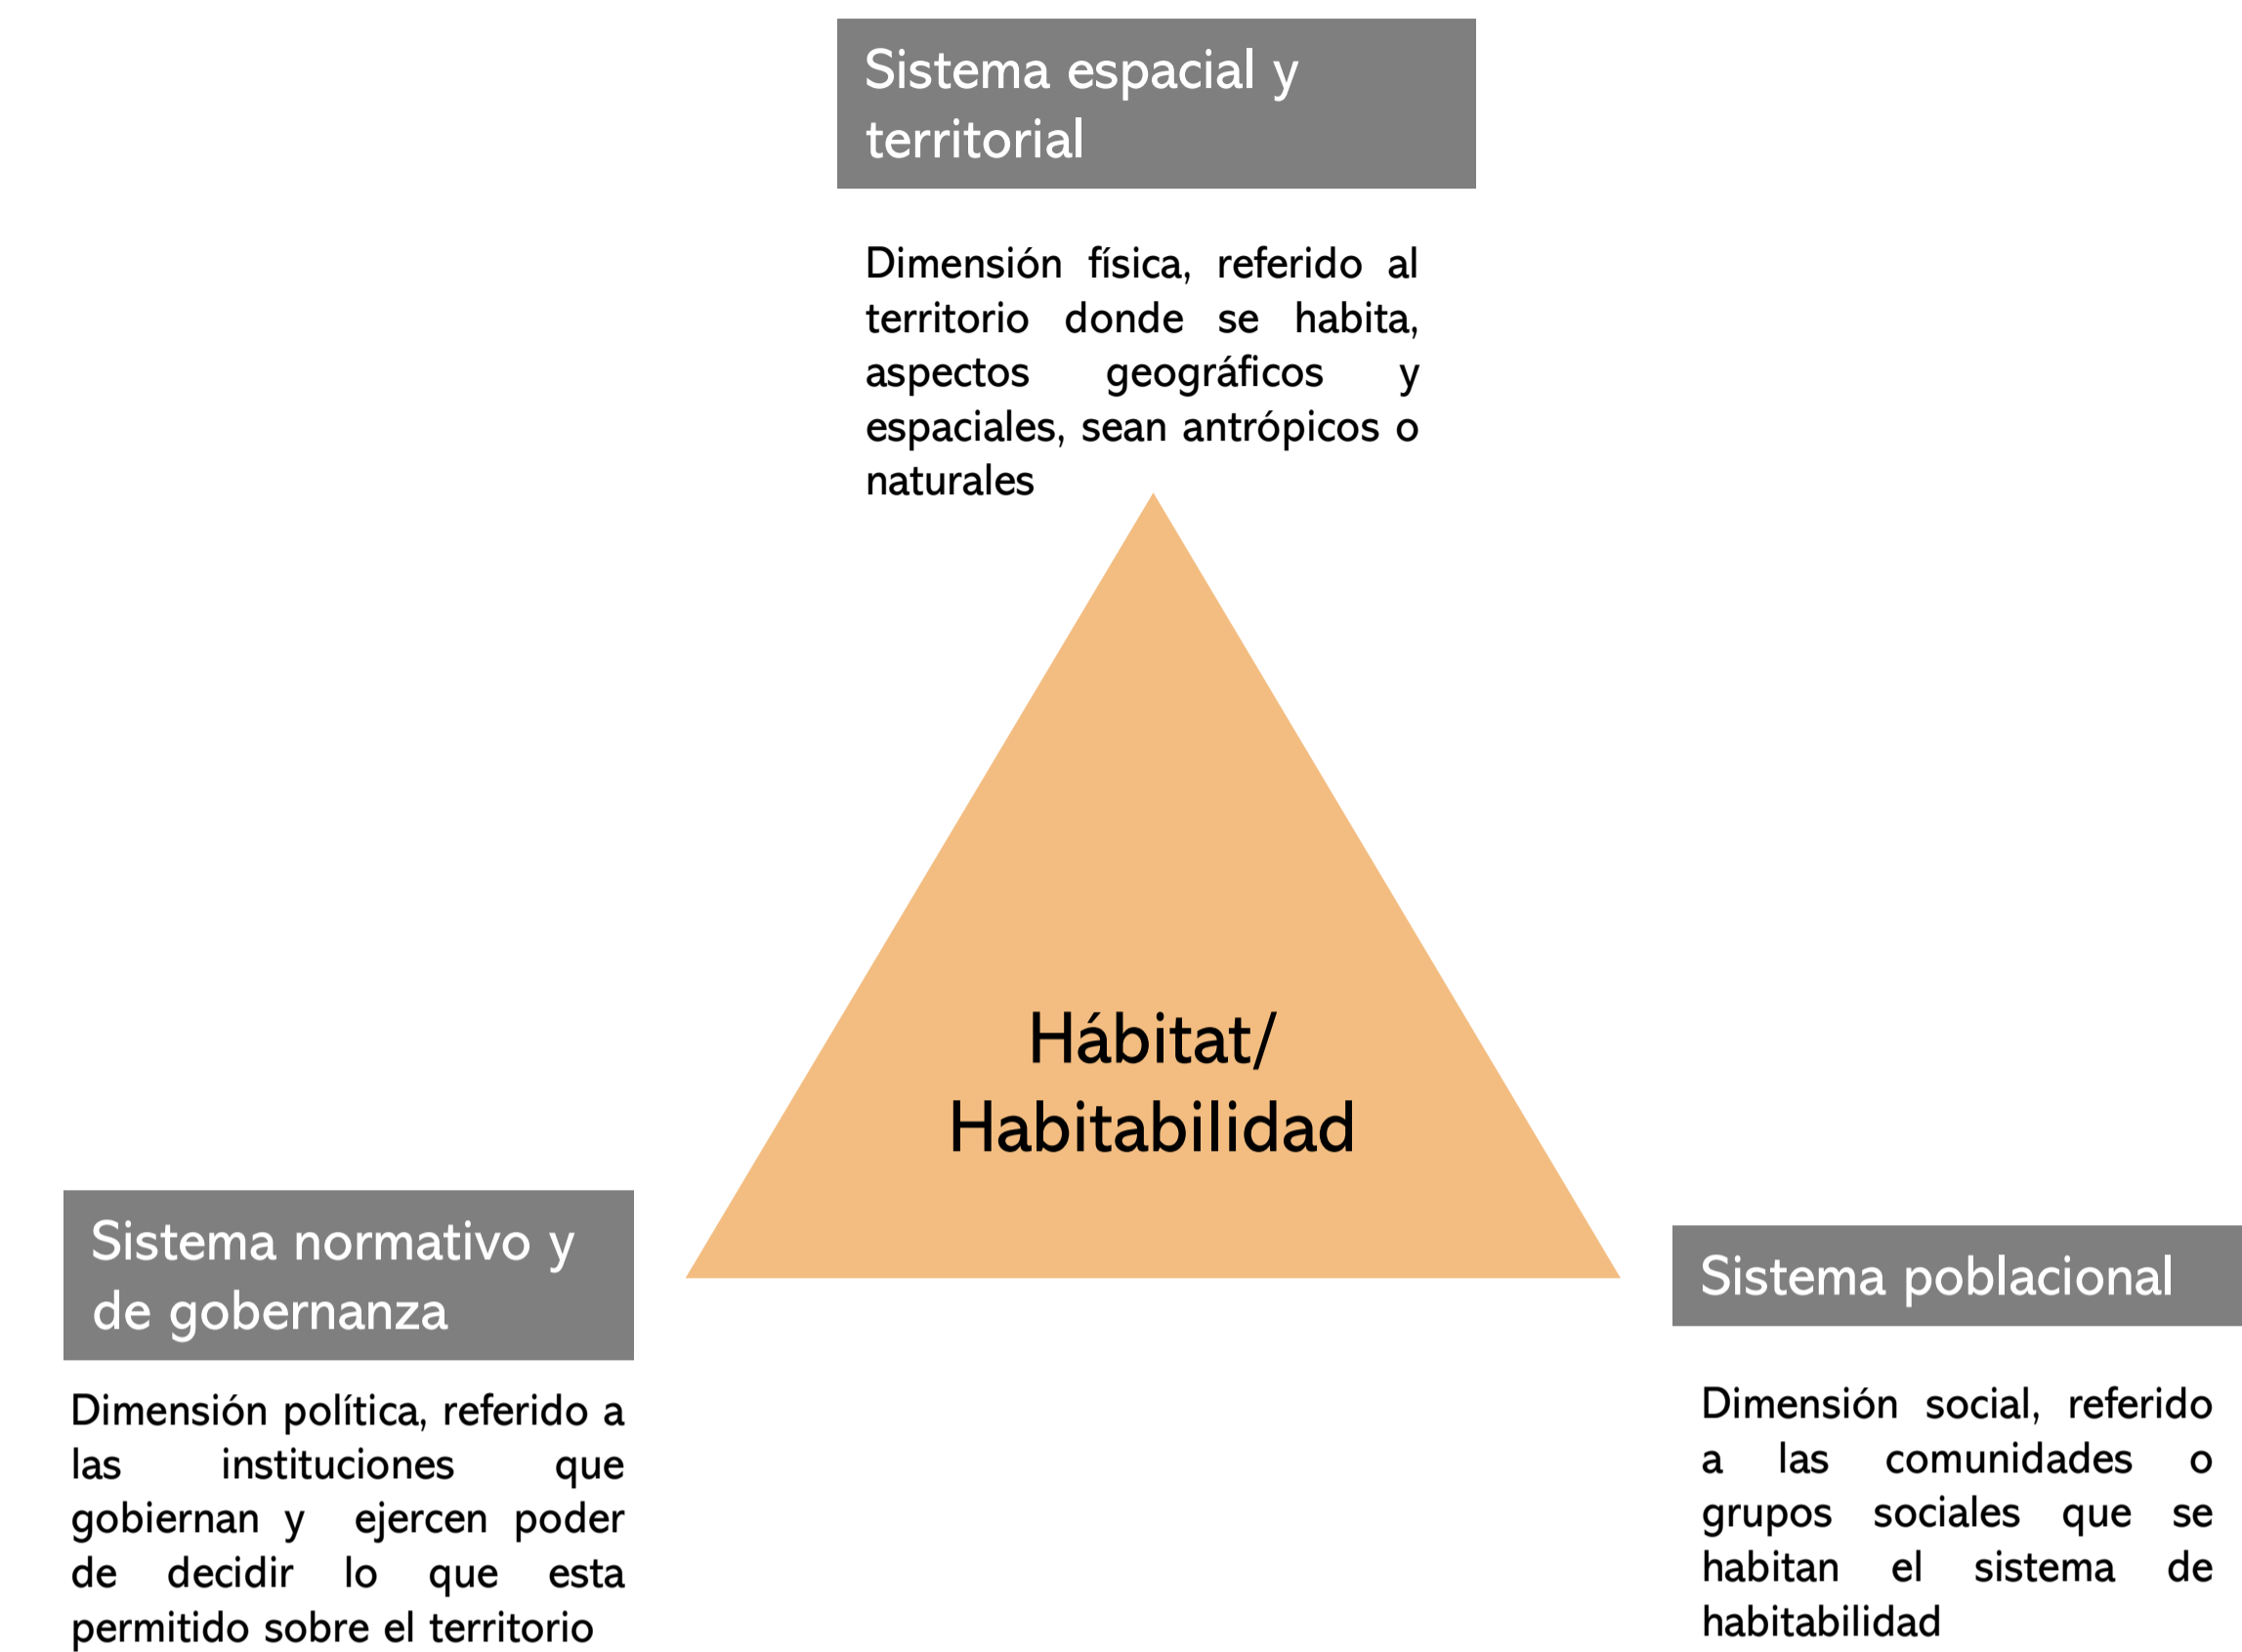 Sistema espacial y
territorial
Dimensión física, referido al
territorio donde se habita,
aspectos geográficos y
espaciales, sean antrópicos o
naturales
Hábitat/
Habitabilidad
Sistema normativo y
de gobernanza
Dimensión política, referido a
las instituciones que
gobiernan y ejercen poder
de decidir lo que esta
permitido sobre el territorio
Sistema poblacional
Dimensión social, referido
a las comunidades o
grupos sociales que se
habitan el sistema de
habitabilidad